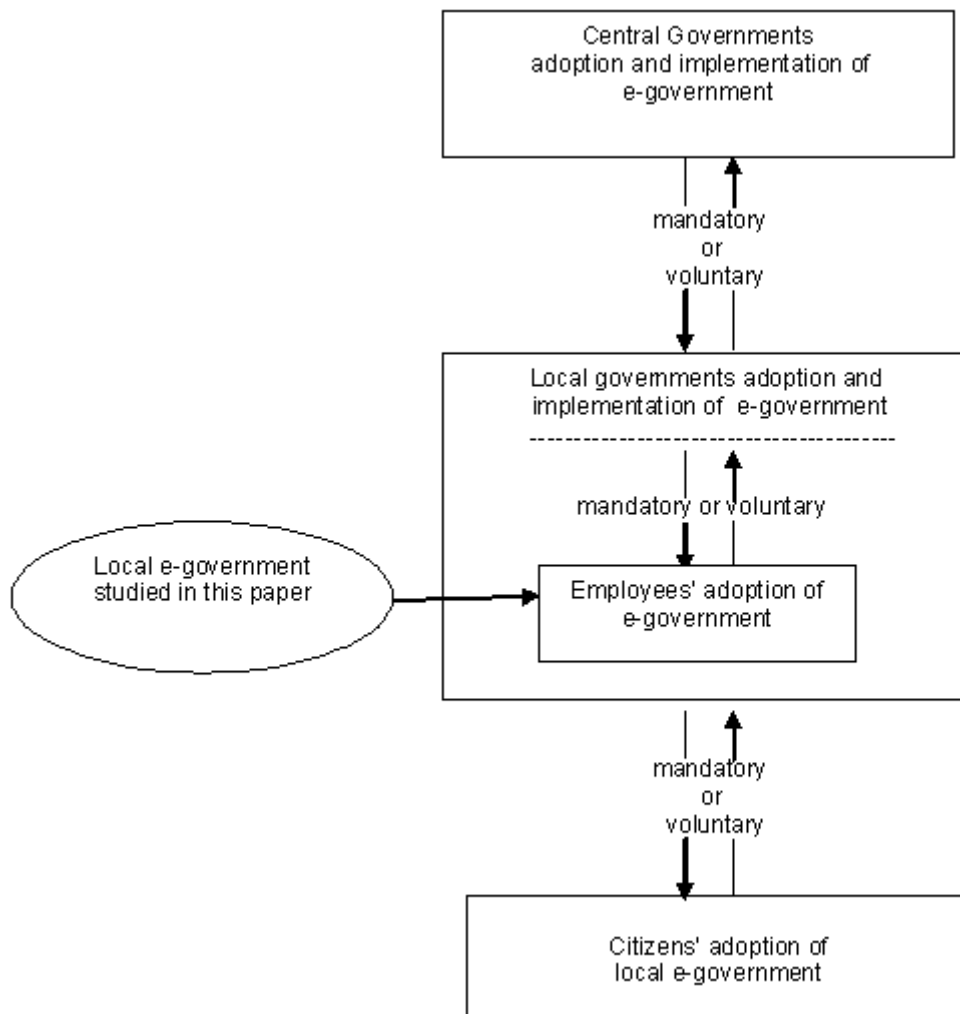 Central Governments
adoption and implementation of
e-government
mandatory
or
voluntary
Local governments adoption and
implementation of e-government
mandatory or voluntary
Local e-government
studied in this paper
Employees' adoption of
e-government
mandatory
or
voluntary
Citizens' adoption of
local e-government